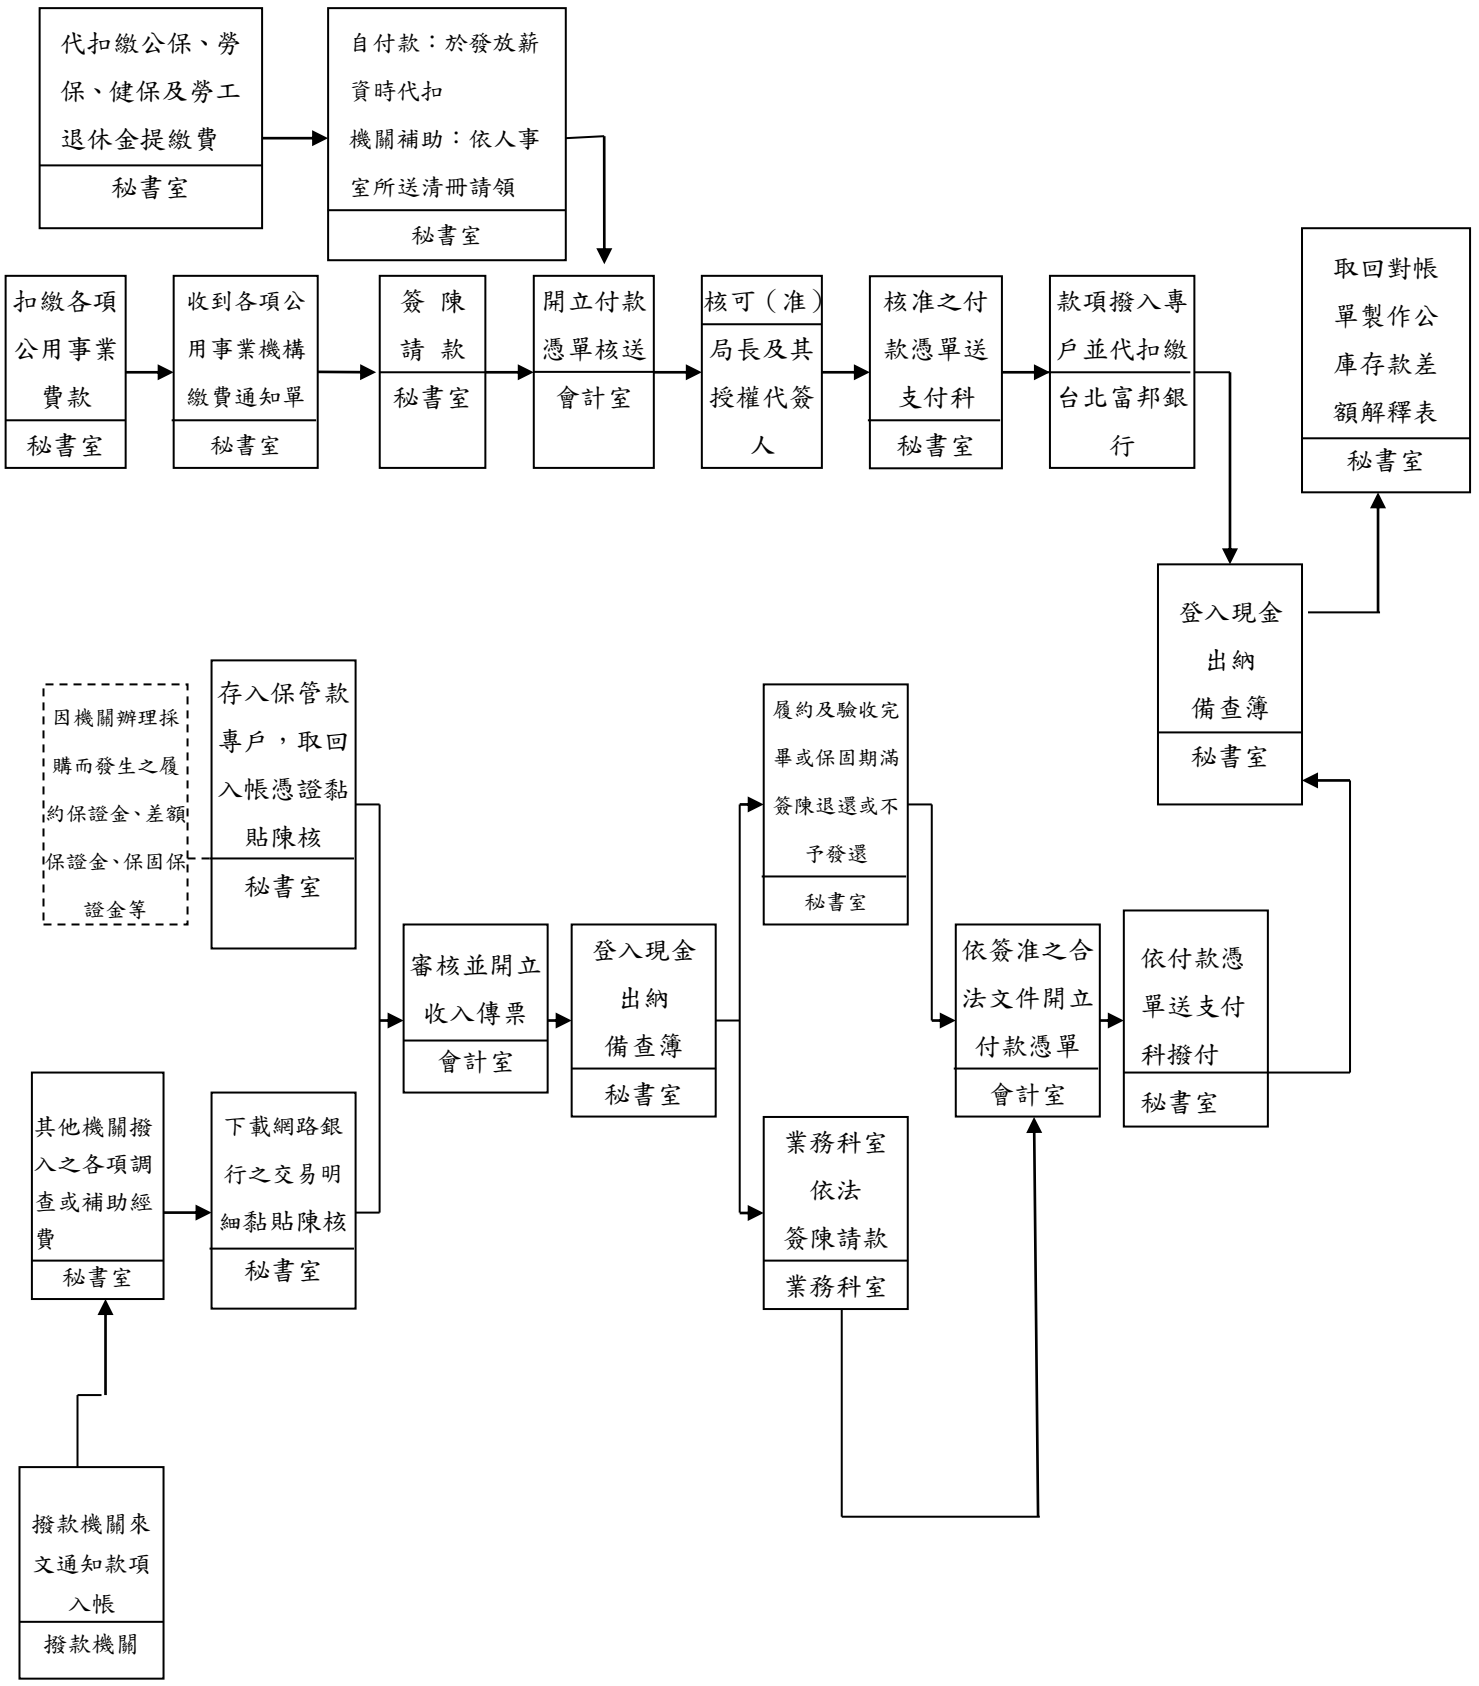 代扣繳公保、勞
保、健保及勞工
退休金提繳費
秘書室
自付款：於發放薪
資時代扣
機關補助：依人事
室所送清冊請領
秘書室
扣繳各項
公用事業
費款
秘書室
收到各項公
用事業機構
繳費通知單
秘書室
簽 陳
請 款
秘書室
開立付款
憑單核送
會計室
核可（准）
局長及其
授權代簽
人
核准之付
款憑單送
支付科
秘書室
款項撥入專
戶並代扣繳
台北富邦銀
行
取回對帳
單製作公
庫存款差
額解釋表
秘書室
登入現金
出納
備查簿
秘書室
因機關辦理採
購而發生之履
約保證金、差額
保證金、保固保
證金等
存入保管款
專戶，取回
入帳憑證黏
貼陳核
秘書室
履約及驗收完
畢或保固期滿
簽陳退還或不
予發還
秘書室
審核並開立
收入傳票
會計室
登入現金
出納
備查簿
秘書室
依簽准之合
法文件開立
付款憑單
會計室
依付款憑
單送支付
科撥付
秘書室
其他機關撥
入之各項調
查或補助經
費
秘書室
下載網路銀
行之交易明
細黏貼陳核
秘書室
業務科室
依法
簽陳請款
業務科室
撥款機關來
文通知款項
入帳
撥款機關